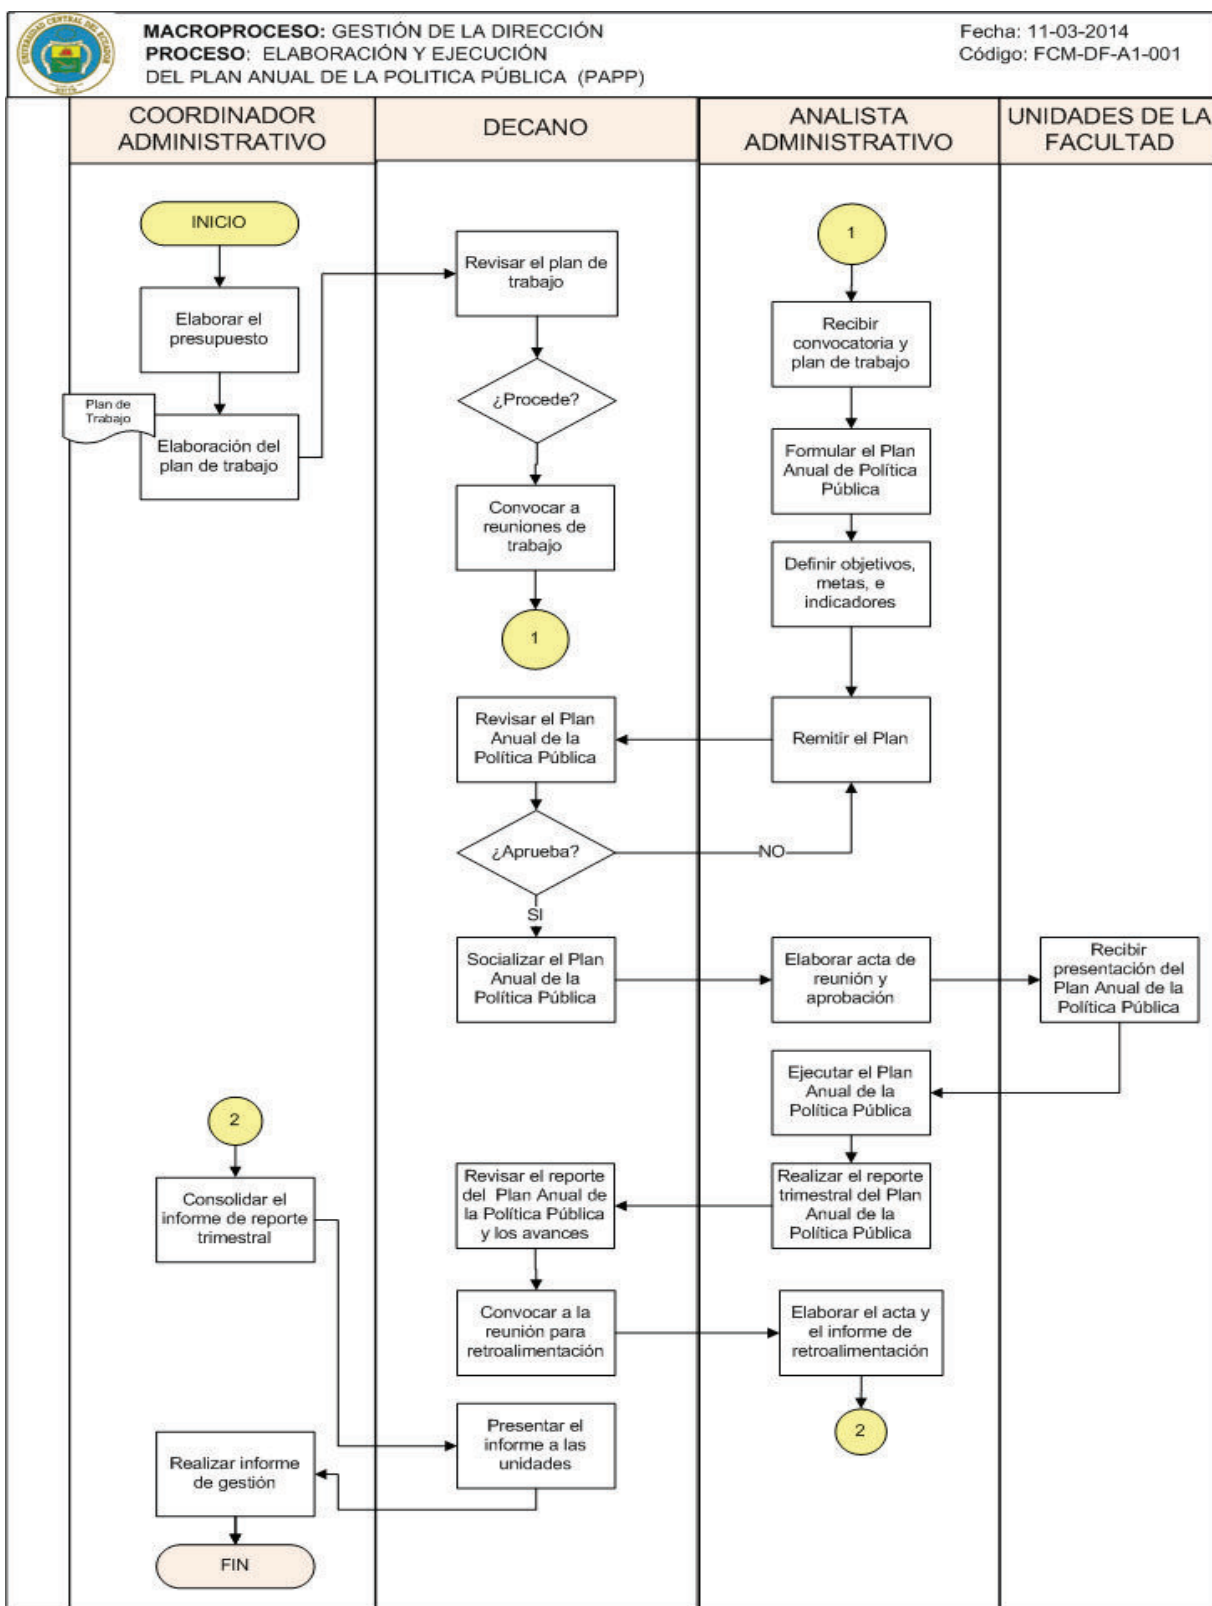 UNIVERSIDAD CENTRAL DEL ECUADOR
QUITO
MACROPROCESO: GESTIÓN DE LA DIRECCIÓN
PROCESO: ELABORACIÓN Y EJECUCIÓN
DEL PLAN ANUAL DE LA POLITICA PÚBLICA (PAPP)
Fecha: 11-03-2014
Código: FCM-DF-A1-001
COORDINADOR
ADMINISTRATIVO
DECANO
ANALISTA
ADMINISTRATIVO
UNIDADES DE LA
FACULTAD
INICIO
Elaborar el
presupuesto
Plan de
Trabajo
Elaboración del
plan de trabajo
Revisar el plan de
trabajo
¿Procede?
Convocar a
reuniones de
trabajo
1
1
Recibir
convocatoria y
plan de trabajo
Formular el Plan
Anual de Política
Pública
Definir objetivos,
metas, e
indicadores
Remitir el Plan
Revisar el Plan
Anual de la
Política Pública
¿Aprueba?
NO
SI
Socializar el Plan
Anual de la
Política Pública
Elaborar acta de
reunión y
aprobación
Recibir
presentación del
Plan Anual de la
Política Pública
Ejecutar el Plan
Anual de la
Política Pública
Realizar el reporte
trimestral del Plan
Anual de la
Política Pública
Revisar el reporte
del Plan Anual de
la Política Pública
y los avances
Convocar a la
reunión para
retroalimentación
Elaborar el acta y
el informe de
retroalimentación
2
2
Consolidar el
informe de reporte
trimestral
Presentar el
informe a las
unidades
Realizar informe
de gestión
FIN